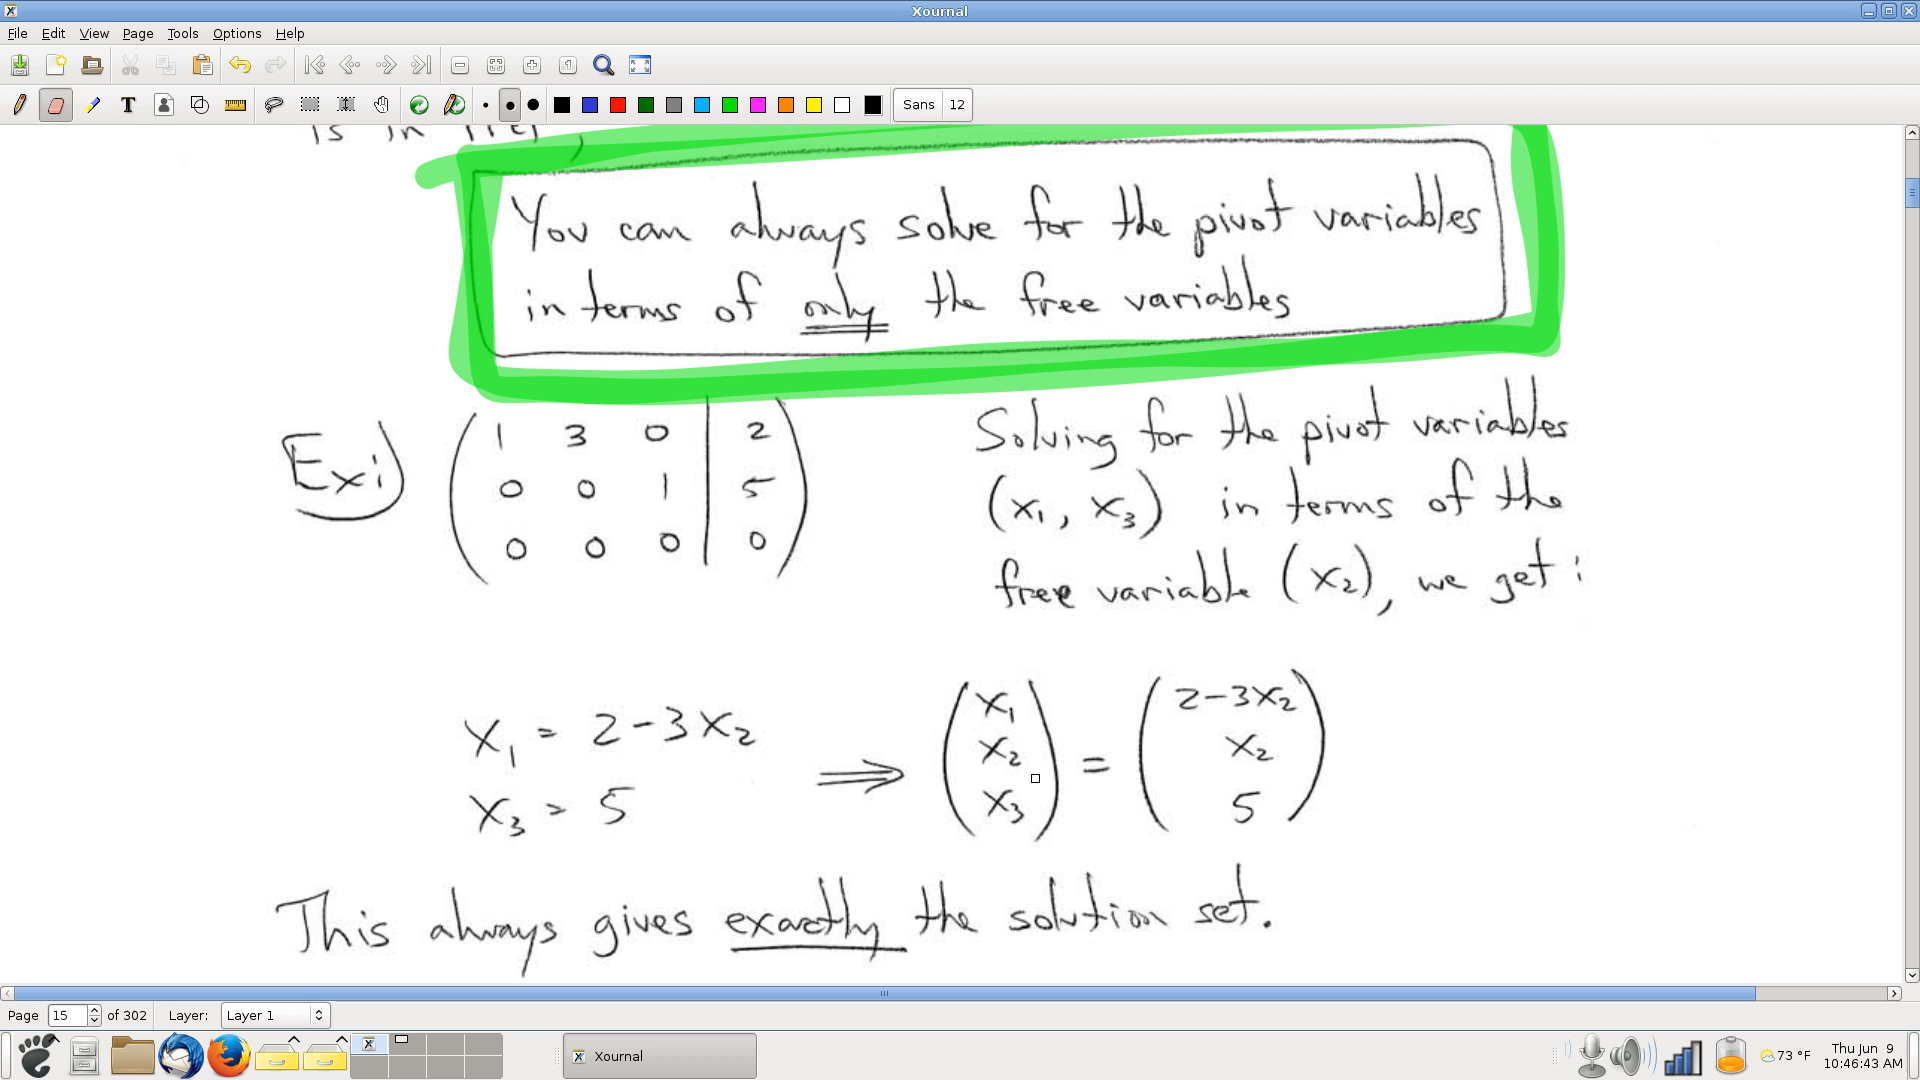 Xournal
File Edit View Page Tools Options Help
Sans 12
is in rref,
You can always solve for the pivot variables
in terms of only the free variables
Ex:
1 3 0 | 2
0 0 1 | 5
0 0 0 | 0
Solving for the pivot variables
(x₁, x₃) in terms of the
free variable (x₂), we get:
x₁ = 2-3x₂
x₃ = 5
⇒
(x₁ x₂ x₃) = (2-3x₂ x₂ 5)
This always gives exactly the solution set.
Page 15 of 302 Layer: Layer 1
Xournal
73 °F
Thu Jun 9
10:46:43 AM